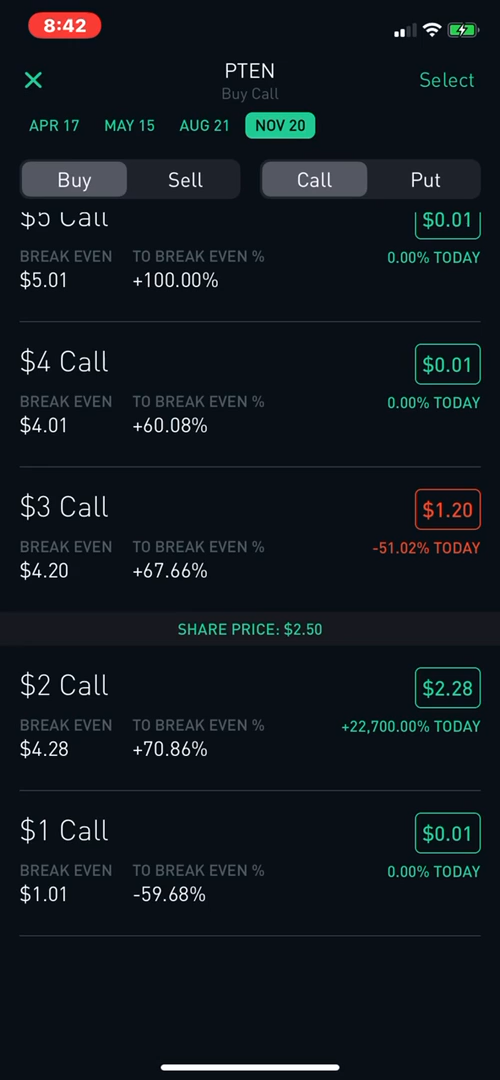 8:42
PTEN
Buy Call
Select
APR 17 MAY 15 AUG 21 NOV 20
Buy Sell Call Put
$5 Call $0.01
BREAK EVEN TO BREAK EVEN % 0.00% TODAY
$5.01 +100.00%
$4 Call $0.01
BREAK EVEN TO BREAK EVEN % 0.00% TODAY
$4.01 +60.08%
$3 Call $1.20
BREAK EVEN TO BREAK EVEN % -51.02% TODAY
$4.20 +67.66%
SHARE PRICE: $2.50
$2 Call $2.28
BREAK EVEN TO BREAK EVEN % +22,700.00% TODAY
$4.28 +70.86%
$1 Call $0.01
BREAK EVEN TO BREAK EVEN % 0.00% TODAY
$1.01 -59.68%